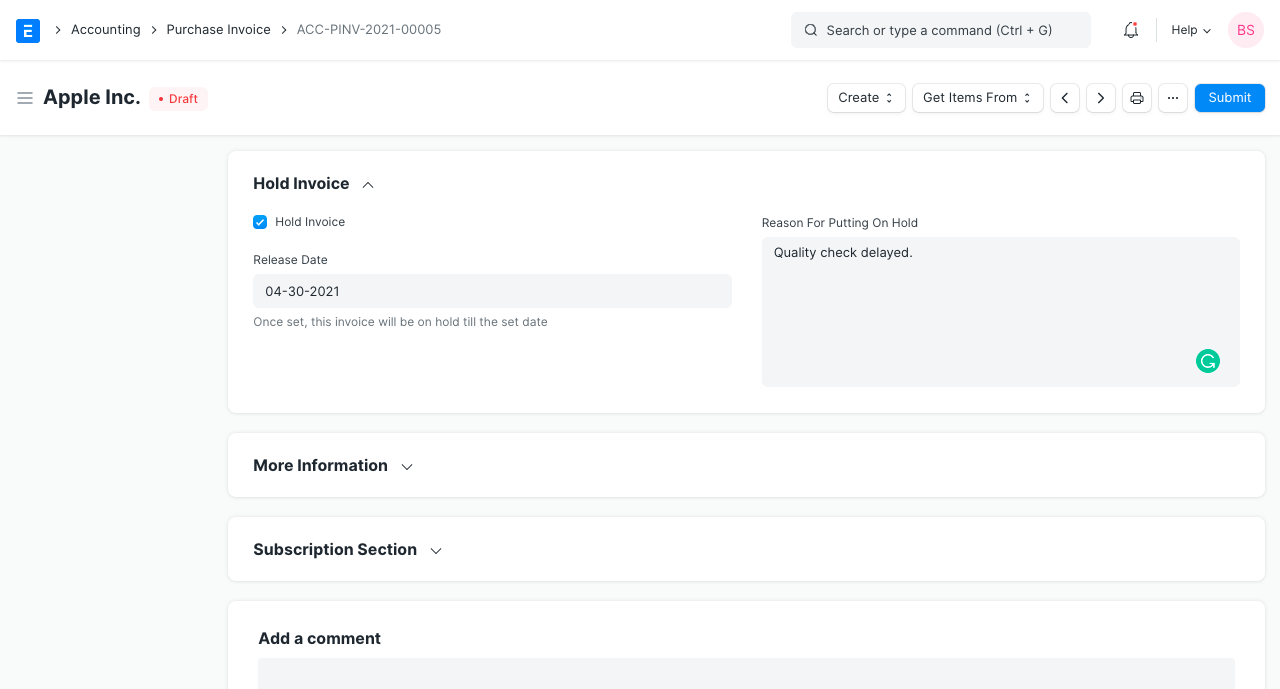 E
Accounting
Purchase Invoice
ACC-PINV-2021-00005
Search or type a command (Ctrl + G)
Help
BS
Apple Inc.
Draft
Create
Get Items From
Submit
Hold Invoice
Hold Invoice
Release Date
04-30-2021
Once set, this invoice will be on hold till the set date
Reason For Putting On Hold
Quality check delayed.
More Information
Subscription Section
Add a comment